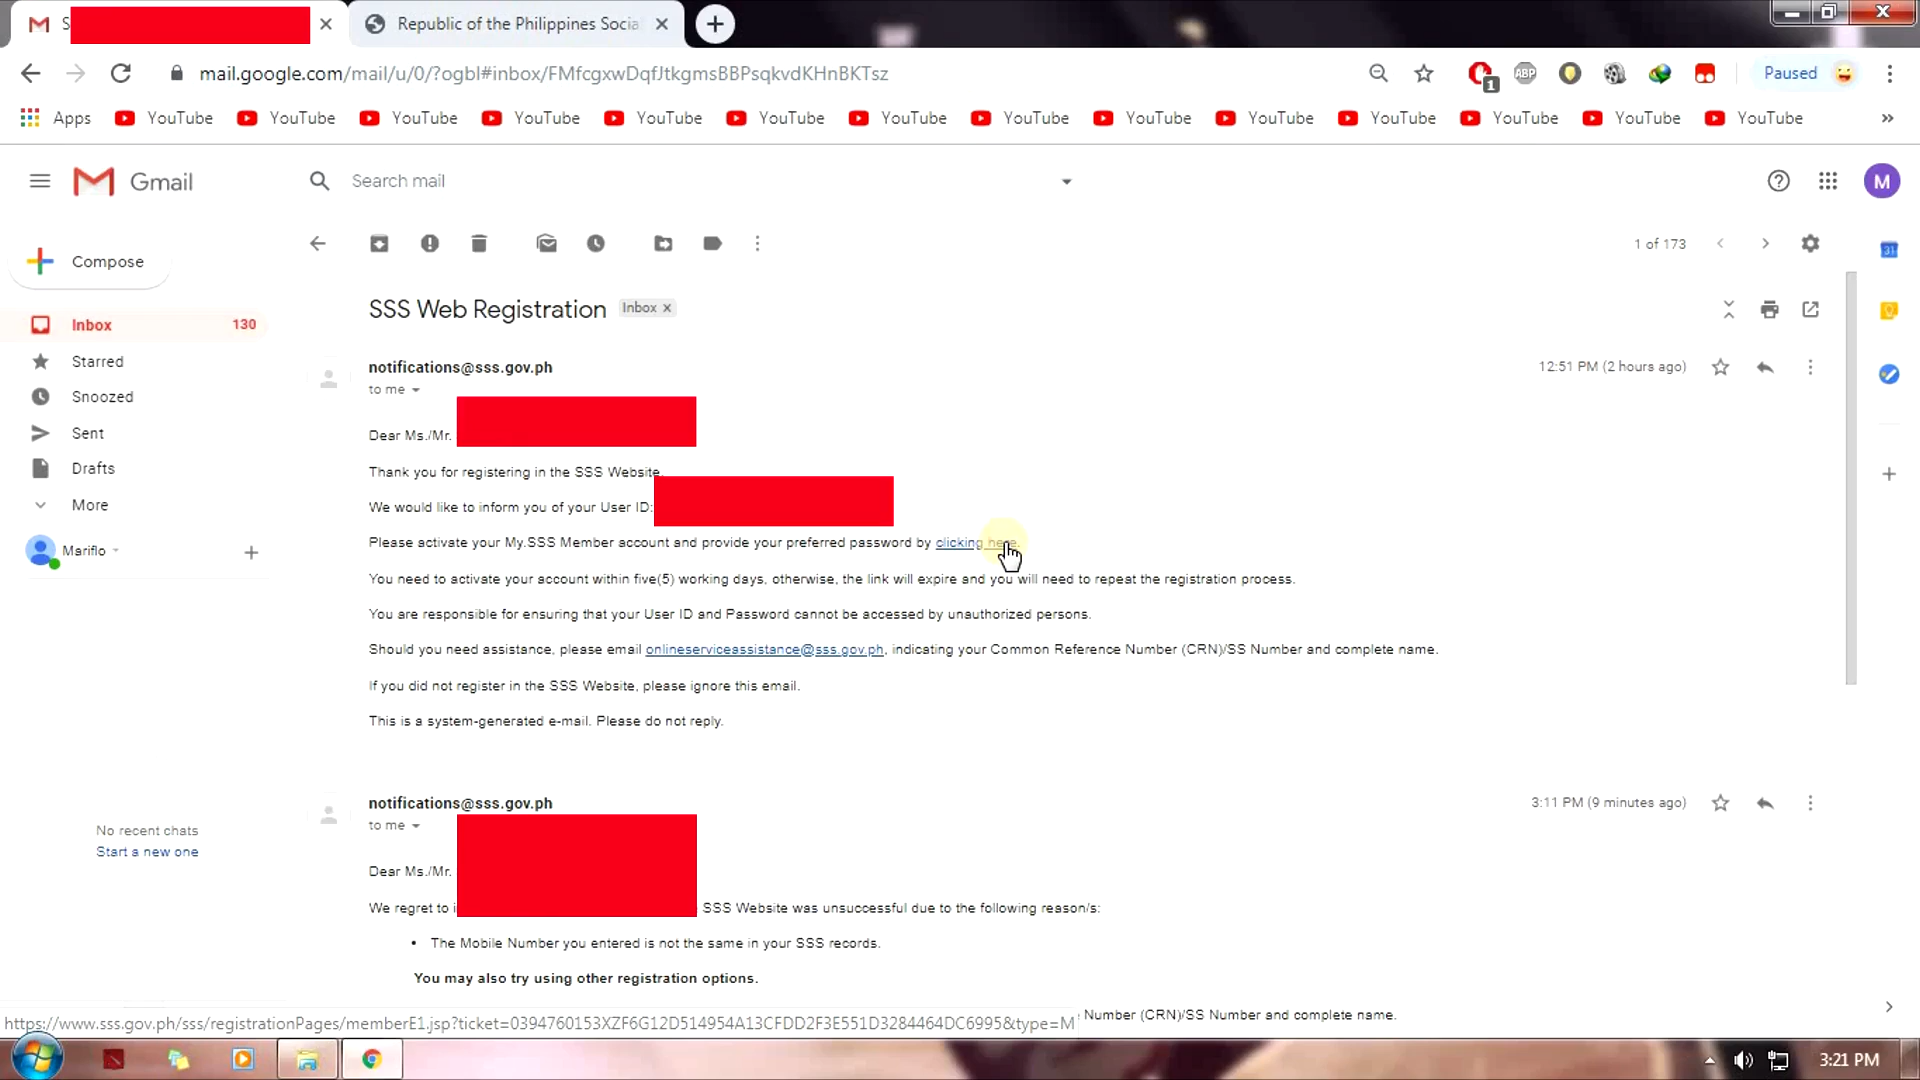 S
Republic of the Philippines Socia
mail.google.com/mail/u/0/?ogbl#inbox/FMfcgxwDqfJtkgmsBBPsqkvdKHnBKTsz
1
ABP
Paused
Apps YouTube YouTube YouTube YouTube YouTube YouTube YouTube YouTube YouTube YouTube YouTube YouTube YouTube YouTube
Gmail
Search mail
M
Compose
1 of 173
31
SSS Web Registration Inbox
Inbox 130
Starred
Snoozed
Sent
Drafts
More
Mariflo
No recent chats
Start a new one
notifications@sss.gov.ph 12:51 PM (2 hours ago)
to me
Dear Ms./Mr.
Thank you for registering in the SSS Website.
We would like to inform you of your User ID:
Please activate your My.SSS Member account and provide your preferred password by clicking here.
You need to activate your account within five(5) working days, otherwise, the link will expire and you will need to repeat the registration process.
You are responsible for ensuring that your User ID and Password cannot be accessed by unauthorized persons.
Should you need assistance, please email onlineserviceassistance@sss.gov.ph, indicating your Common Reference Number (CRN)/SS Number and complete name.
If you did not register in the SSS Website, please ignore this email.
This is a system-generated e-mail. Please do not reply.
notifications@sss.gov.ph 3:11 PM (9 minutes ago)
to me
Dear Ms./Mr.
We regret to i SSS Website was unsuccessful due to the following reason/s:
• The Mobile Number you entered is not the same in your SSS records.
You may also try using other registration options.
Number (CRN)/SS Number and complete name.
https://www.sss.gov.ph/sss/registrationPages/memberE1.jsp?ticket=0394760153XZF6G12D514954A13CFDD2F3E551D3284464DC6995&type=M
3:21 PM